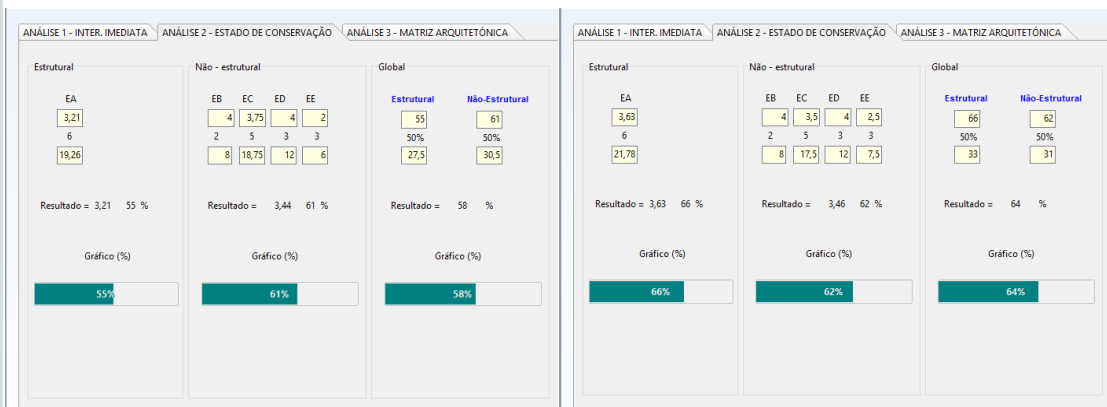 ANÁLISE 1 - INTER. IMEDIATA ANÁLISE 2 - ESTADO DE CONSERVAÇÃO ANÁLISE 3 - MATRIZ ARQUITETÓNICA
Estrutural Não - estrutural Global
EA EB EC ED EE Estrutural Não-Estrutural
3,21 4 3,75 4 2 55 61
6 2 5 3 3 50% 50%
19,26 8 18,75 12 6 27,5 30,5
Resultado = 3,21 55 % Resultado = 3,44 61 % Resultado = 58 %
Gráfico (%) Gráfico (%) Gráfico (%)
55% 61% 58%
ANÁLISE 1 - INTER. IMEDIATA ANÁLISE 2 - ESTADO DE CONSERVAÇÃO ANÁLISE 3 - MATRIZ ARQUITETÓNICA
Estrutural Não - estrutural Global
EA EB EC ED EE Estrutural Não-Estrutural
3,63 4 3,5 4 2,5 66 62
6 2 5 3 3 50% 50%
21,78 8 17,5 12 7,5 33 31
Resultado = 3,63 66 % Resultado = 3,46 62 % Resultado = 64 %
Gráfico (%) Gráfico (%) Gráfico (%)
66% 62% 64%